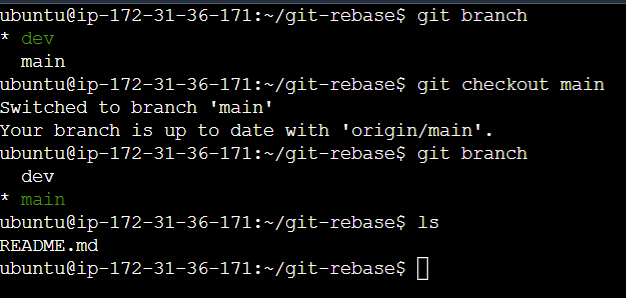 ubuntu@ip-172-31-36-171:~/git-rebase$ git branch
* dev
  main
ubuntu@ip-172-31-36-171:~/git-rebase$ git checkout main
Switched to branch 'main'
Your branch is up to date with 'origin/main'.
ubuntu@ip-172-31-36-171:~/git-rebase$ git branch
  dev
* main
ubuntu@ip-172-31-36-171:~/git-rebase$ ls
README.md
ubuntu@ip-172-31-36-171:~/git-rebase$